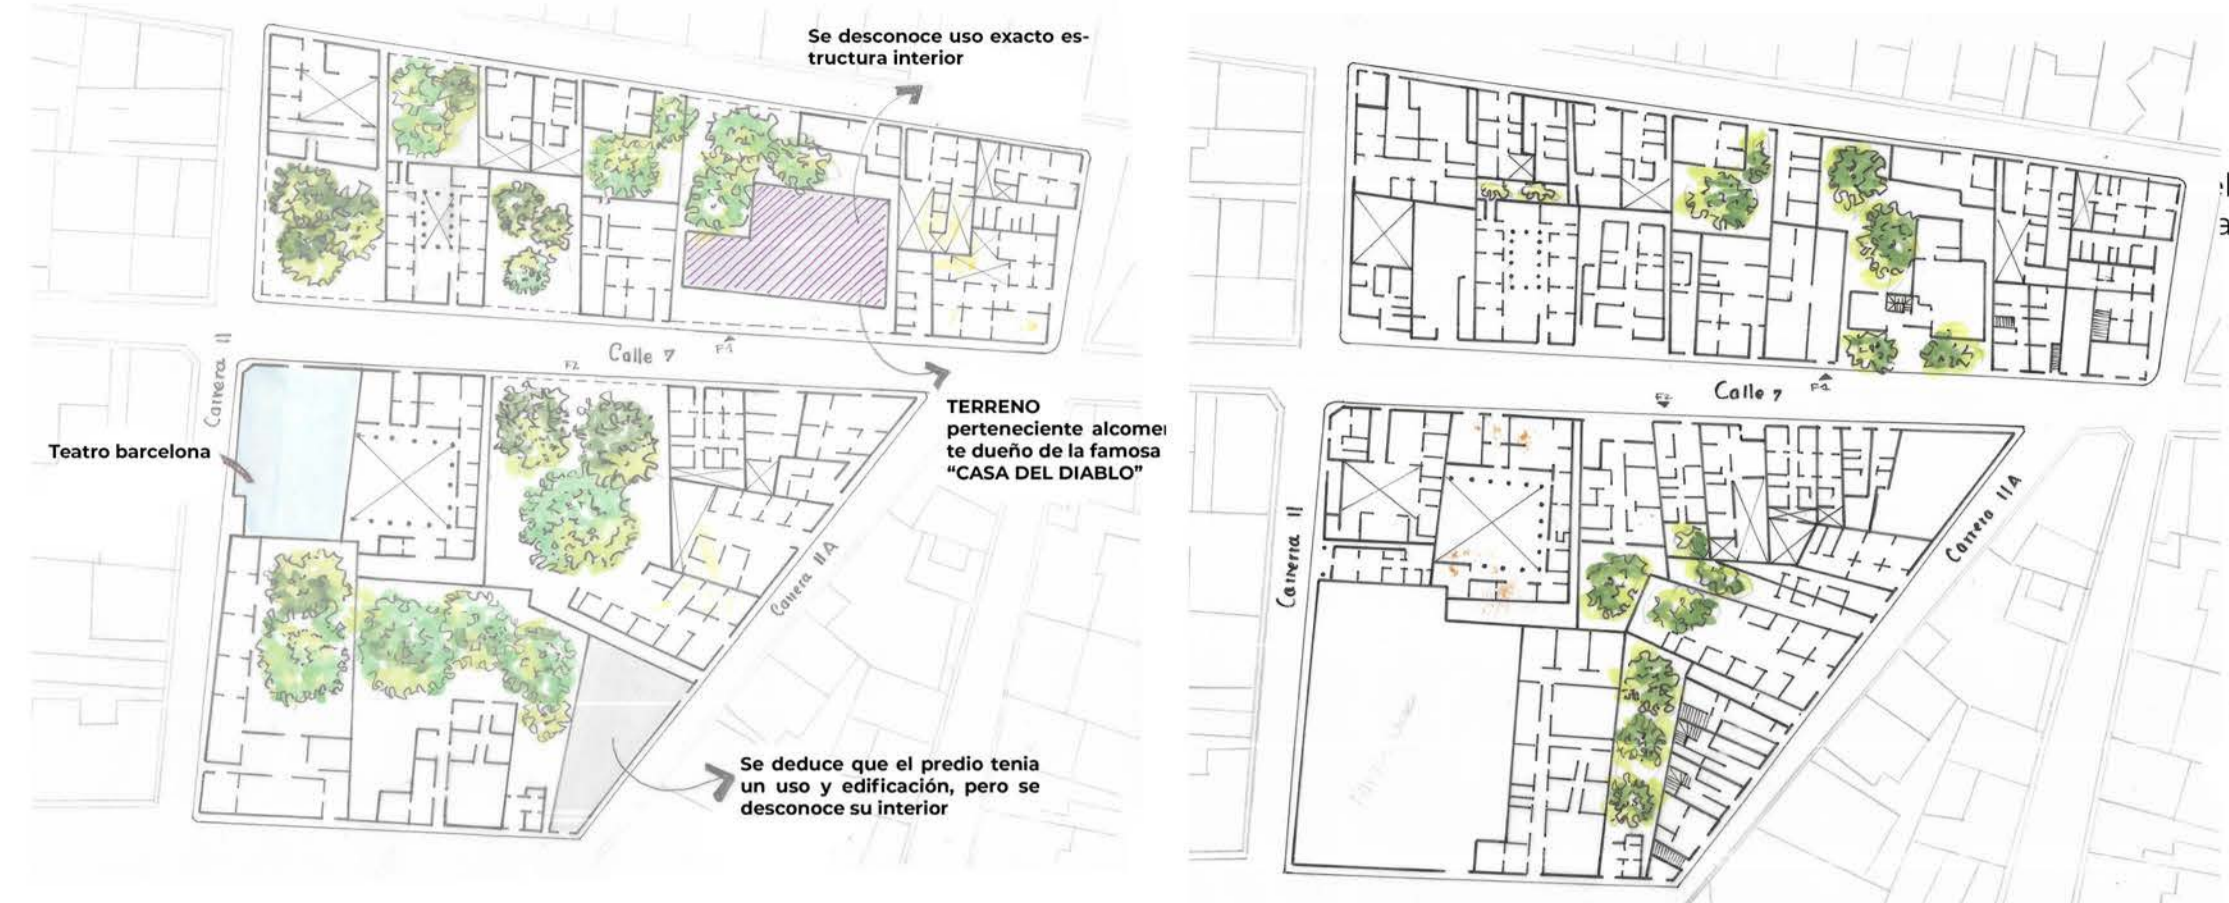 Se desconoce uso exacto es-
tructura interior
Carrera 11
Calle 7
F1
F2
Teatro barcelona
TERRENO
perteneciente alcomer
te dueño de la famosa
“CASA DEL DIABLO”
Carrera 11A
Se deduce que el predio tenia
un uso y edificación, pero se
desconoce su interior
Calle 7
F1
F2
Carrera 11
Carrera 11A